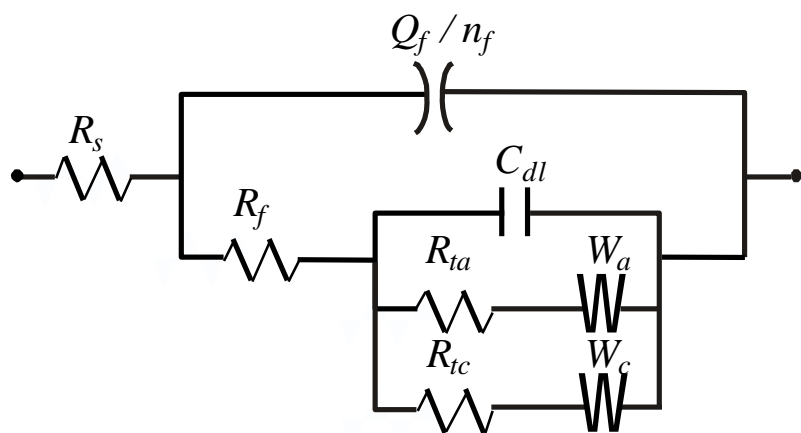 Q_f / n_f
R_s
C_dl
R_f
R_ta W_a
R_tc W_c